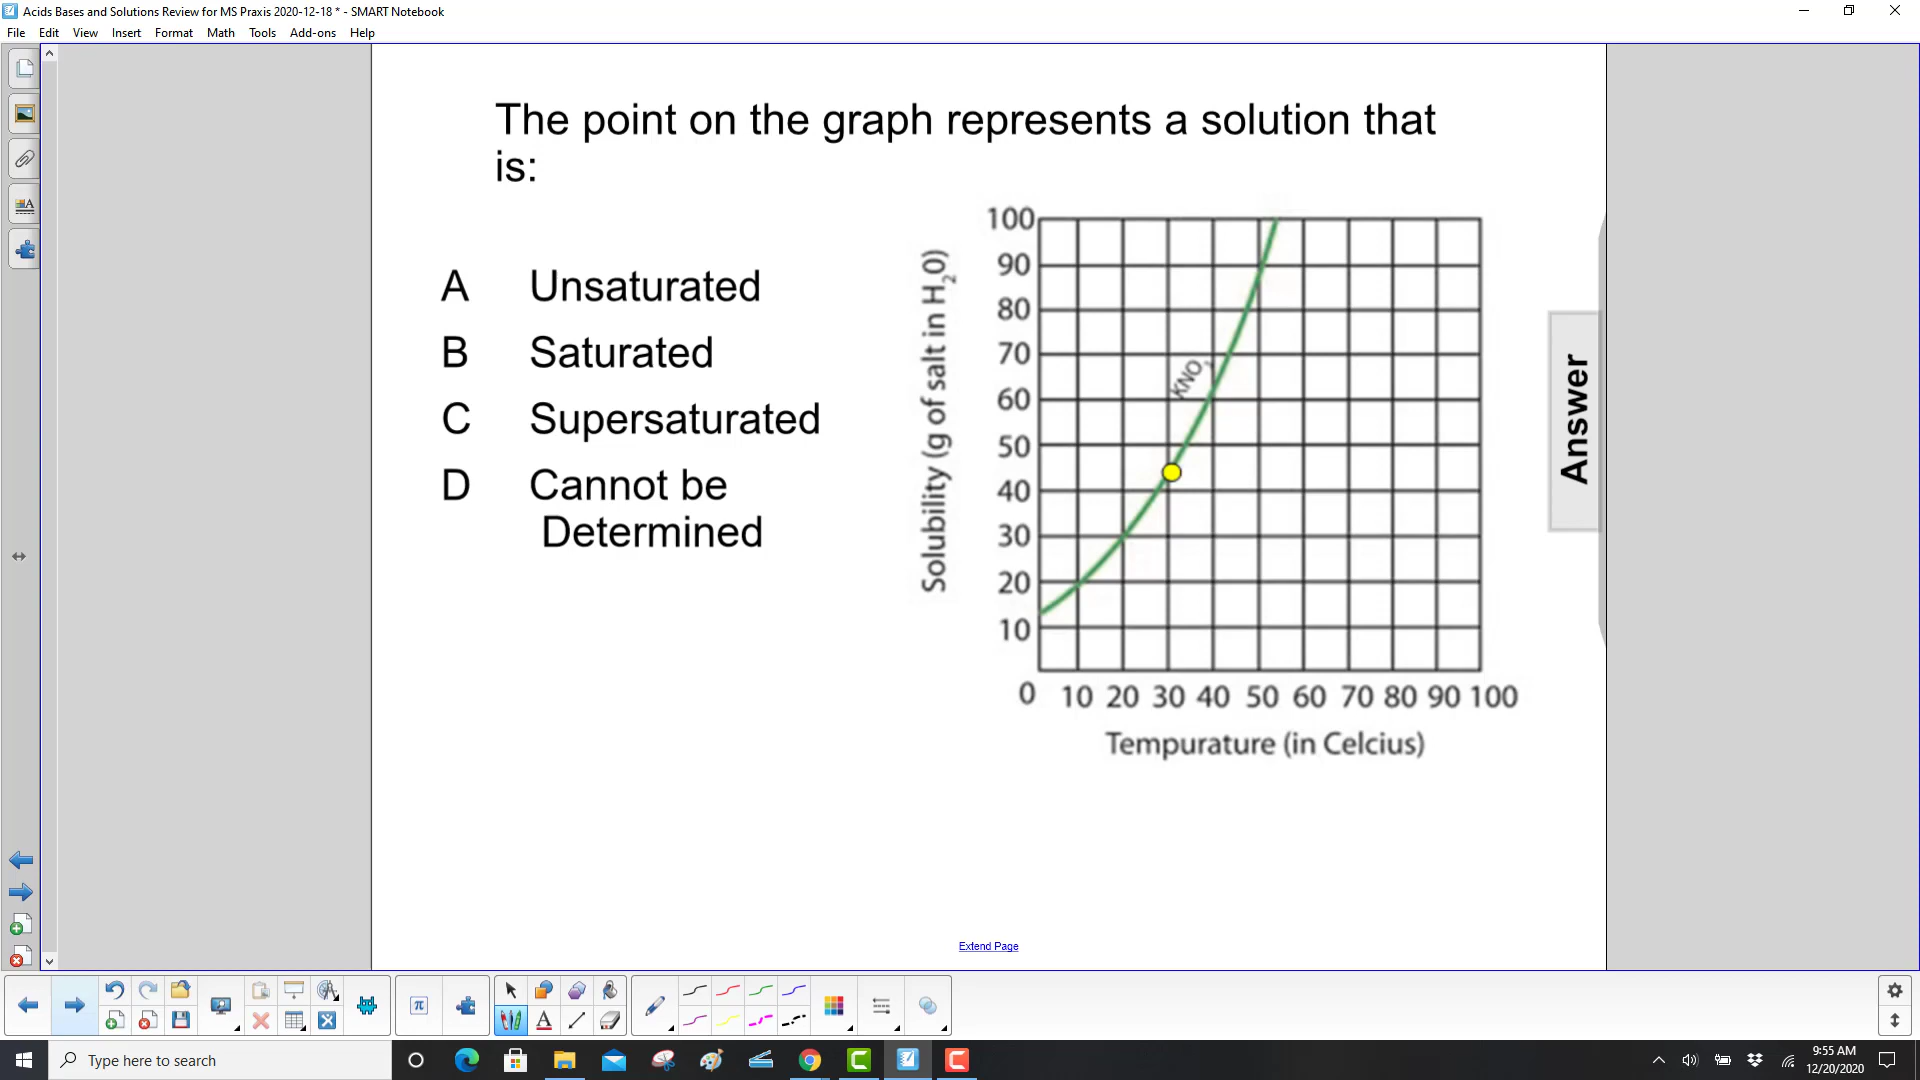 Acids Bases and Solutions Review for MS Praxis 2020-12-18 * - SMART Notebook
File Edit View Insert Format Math Tools Add-ons Help
The point on the graph represents a solution that
is:
A Unsaturated
B Saturated
C Supersaturated
D Cannot be
Determined
Solubility (g of salt in H₂0)
100
90
80
70
60
50
40
30
20
10
KNO₃
0 10 20 30 40 50 60 70 80 90 100
Tempurature (in Celcius)
Answer
Extend Page
π
A
Type here to search
9:55 AM
12/20/2020